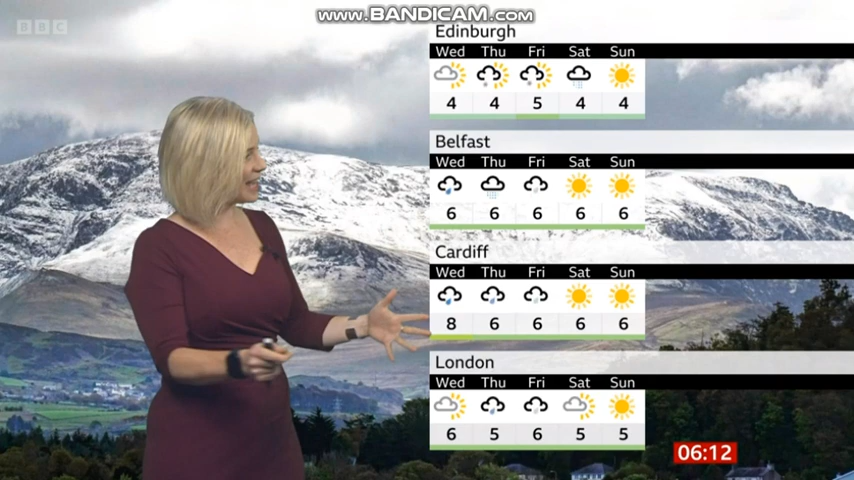 www.BANDICAM.com
BBC
Edinburgh
Wed Thu Fri Sat Sun
4 4 5 4 4
Belfast
Wed Thu Fri Sat Sun
6 6 6 6 6
Cardiff
Wed Thu Fri Sat Sun
8 6 6 6 6
London
Wed Thu Fri Sat Sun
6 5 6 5 5
06:12